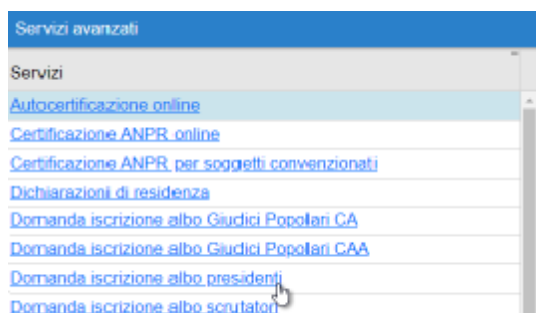 Servizi avanzati
Servizi
Autocertificazione online
Certificazione ANPR online
Certificazione ANPR per soggetti convenzionati
Dichiarazioni di residenza
Domanda iscrizione albo Giudici Popolari CA
Domanda iscrizione albo Giudici Popolari CAA
Domanda iscrizione albo presidenti
Domanda iscrizione albo scrutatori